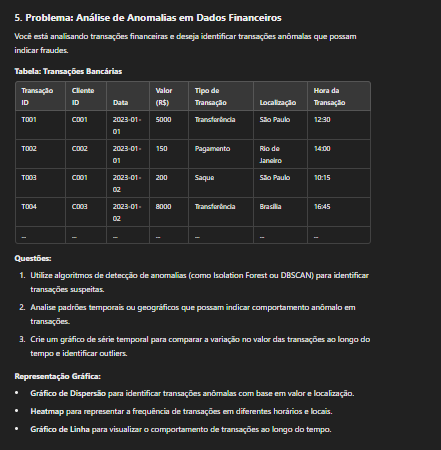 5. Problema: Análise de Anomalias em Dados Financeiros
Você está analisando transações financeiras e deseja identificar transações anômalas que possam
indicar fraudes.
Tabela: Transações Bancárias
Transação ID | Cliente ID | Data | Valor (R$) | Tipo de Transação | Localização | Hora da Transação
T001 | C001 | 2023-01-01 | 5000 | Transferência | São Paulo | 12:30
T002 | C002 | 2023-01-01 | 150 | Pagamento | Rio de Janeiro | 14:00
T003 | C001 | 2023-01-02 | 200 | Saque | São Paulo | 10:15
T004 | C003 | 2023-01-02 | 8000 | Transferência | Brasília | 16:45
... | ... | ... | ... | ... | ... | ...
Questões:
1. Utilize algoritmos de detecção de anomalias (como Isolation Forest ou DBSCAN) para identificar
transações suspeitas.
2. Analise padrões temporais ou geográficos que possam indicar comportamento anômalo em
transações.
3. Crie um gráfico de série temporal para comparar a variação no valor das transações ao longo do
tempo e identificar outliers.
Representação Gráfica:
• Gráfico de Dispersão para identificar transações anômalas com base em valor e localização.
• Heatmap para representar a frequência de transações em diferentes horários e locais.
• Gráfico de Linha para visualizar o comportamento de transações ao longo do tempo.